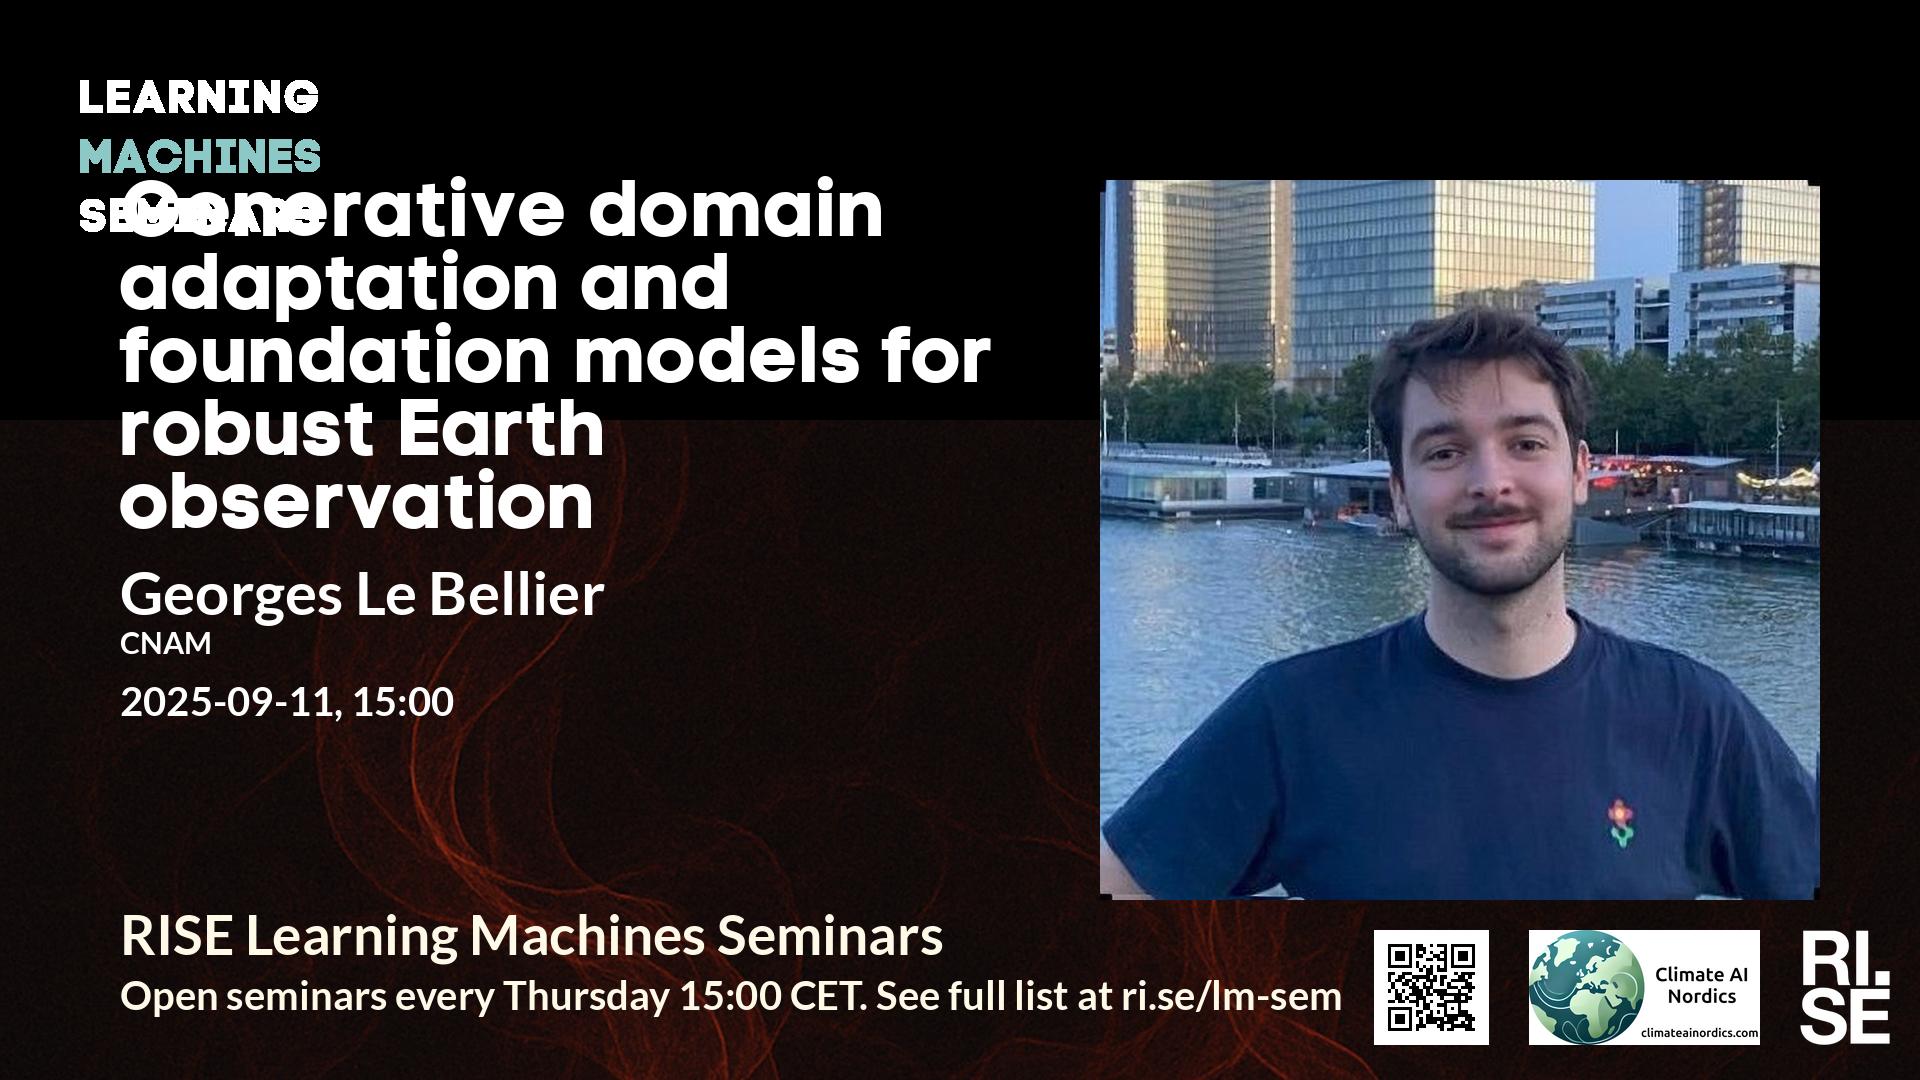 LEARNING
MACHINES
SEMINARS
Generative domain
adaptation and
foundation models for
robust Earth
observation
Georges Le Bellier
CNAM
2025-09-11, 15:00
RISE Learning Machines Seminars
Open seminars every Thursday 15:00 CET. See full list at ri.se/lm-sem
Climate AI
Nordics
climateainordics.com
RI.
SE